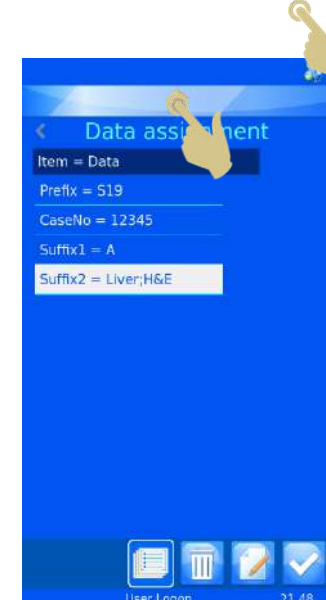 Data assignment
Item = Data
Prefix = S19
CaseNo = 12345
Suffix1 = A
Suffix2 = Liver;H&E
User Logon 21:48